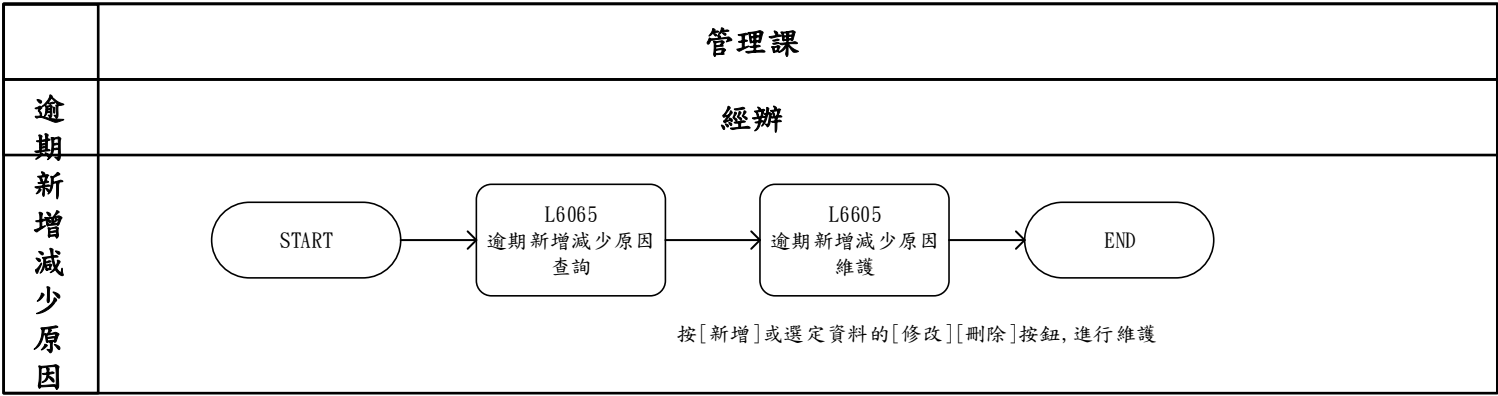 管理課
經辦
逾期新增減少原因
START
L6065
逾期新增減少原因
查詢
L6605
逾期新增減少原因
維護
END
按[新增]或選定資料的[修改][刪除]按鈕,進行維護